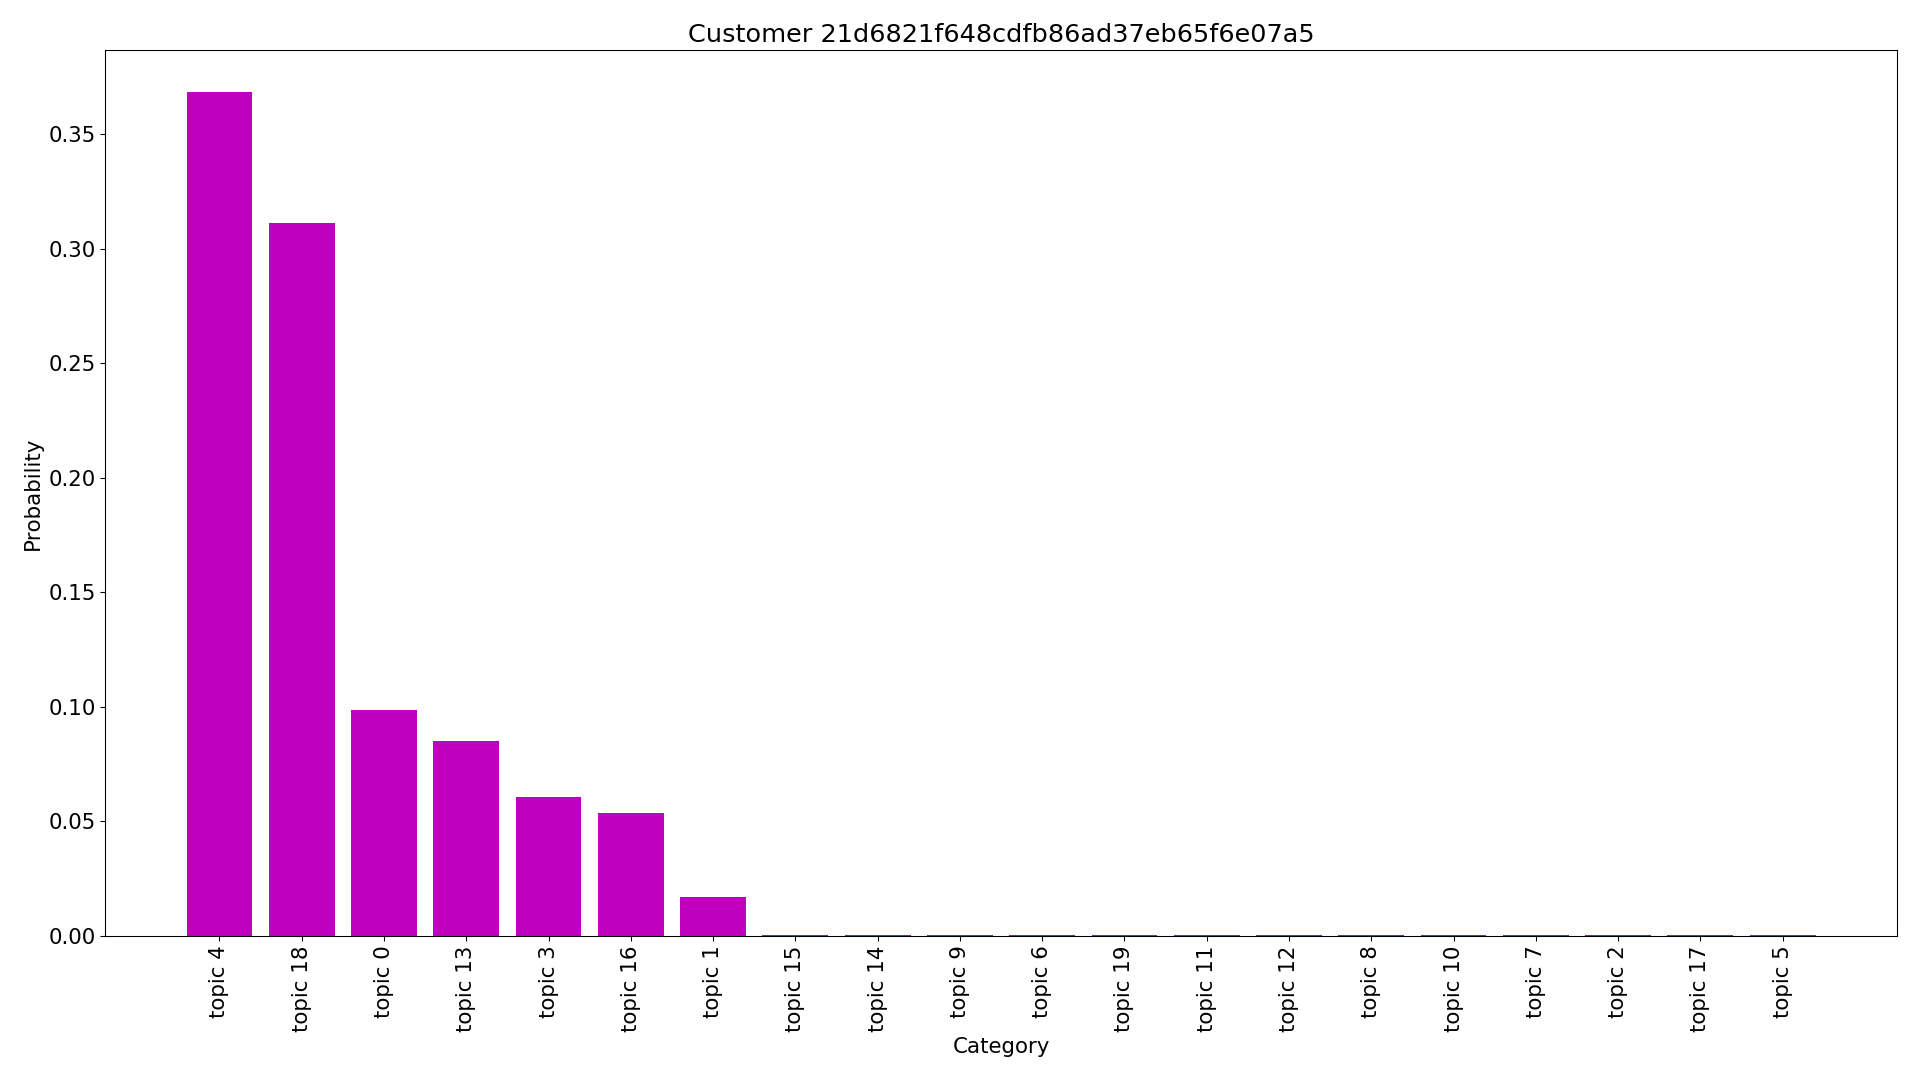 Customer 21d6821f648cdfb86ad37eb65f6e07a5
Probability
0.35
0.30
0.25
0.20
0.15
0.10
0.05
0.00
topic 4
topic 18
topic 0
topic 13
topic 3
topic 16
topic 1
topic 15
topic 14
topic 9
topic 6
topic 19
topic 11
topic 12
topic 8
topic 10
topic 7
topic 2
topic 17
topic 5
Category